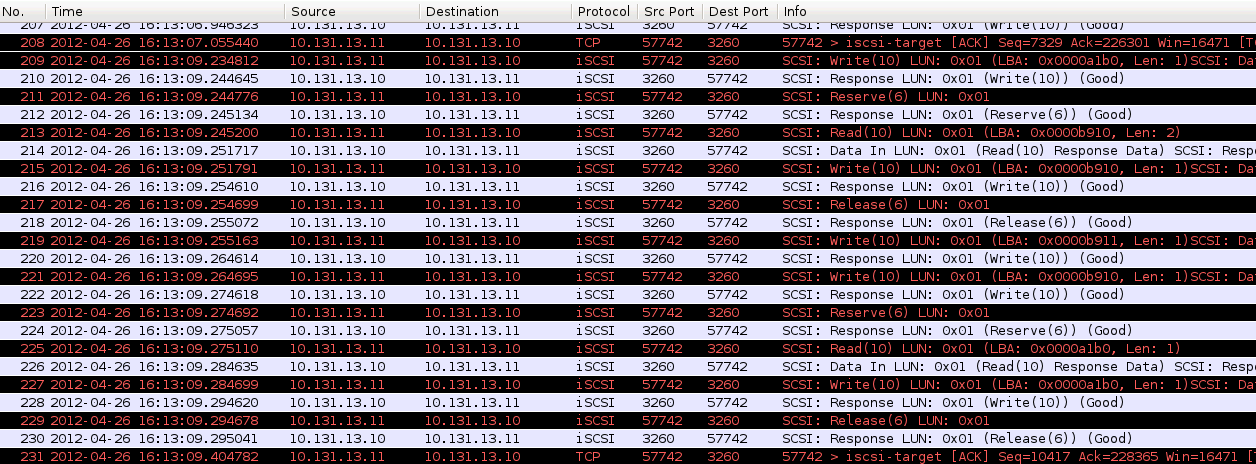 No. Time Source Destination Protocol Src Port Dest Port Info
207 2012-04-26 16:13:06.946323 10.131.13.10 10.131.13.11 iSCSI 3260 57742 SCSI: Response LUN: 0x01 (Write(10)) (Good)
208 2012-04-26 16:13:07.055440 10.131.13.11 10.131.13.10 TCP 57742 3260 57742 > iscsi-target [ACK] Seq=7329 Ack=226301 Win=16471 [T
209 2012-04-26 16:13:09.234812 10.131.13.11 10.131.13.10 iSCSI 57742 3260 SCSI: Write(10) LUN: 0x01 (LBA: 0x0000a1b0, Len: 1)SCSI: Da
210 2012-04-26 16:13:09.244645 10.131.13.10 10.131.13.11 iSCSI 3260 57742 SCSI: Response LUN: 0x01 (Write(10)) (Good)
211 2012-04-26 16:13:09.244776 10.131.13.11 10.131.13.10 iSCSI 57742 3260 SCSI: Reserve(6) LUN: 0x01
212 2012-04-26 16:13:09.245134 10.131.13.10 10.131.13.11 iSCSI 3260 57742 SCSI: Response LUN: 0x01 (Reserve(6)) (Good)
213 2012-04-26 16:13:09.245200 10.131.13.11 10.131.13.10 iSCSI 57742 3260 SCSI: Read(10) LUN: 0x01 (LBA: 0x0000b910, Len: 2)
214 2012-04-26 16:13:09.251717 10.131.13.10 10.131.13.11 iSCSI 3260 57742 SCSI: Data In LUN: 0x01 (Read(10) Response Data) SCSI: Resp
215 2012-04-26 16:13:09.251791 10.131.13.11 10.131.13.10 iSCSI 57742 3260 SCSI: Write(10) LUN: 0x01 (LBA: 0x0000b910, Len: 1)SCSI: Da
216 2012-04-26 16:13:09.254610 10.131.13.10 10.131.13.11 iSCSI 3260 57742 SCSI: Response LUN: 0x01 (Write(10)) (Good)
217 2012-04-26 16:13:09.254699 10.131.13.11 10.131.13.10 iSCSI 57742 3260 SCSI: Release(6) LUN: 0x01
218 2012-04-26 16:13:09.255072 10.131.13.10 10.131.13.11 iSCSI 3260 57742 SCSI: Response LUN: 0x01 (Release(6)) (Good)
219 2012-04-26 16:13:09.255163 10.131.13.11 10.131.13.10 iSCSI 57742 3260 SCSI: Write(10) LUN: 0x01 (LBA: 0x0000b911, Len: 1)SCSI: Da
220 2012-04-26 16:13:09.264614 10.131.13.10 10.131.13.11 iSCSI 3260 57742 SCSI: Response LUN: 0x01 (Write(10)) (Good)
221 2012-04-26 16:13:09.264695 10.131.13.11 10.131.13.10 iSCSI 57742 3260 SCSI: Write(10) LUN: 0x01 (LBA: 0x0000b910, Len: 1)SCSI: Da
222 2012-04-26 16:13:09.274618 10.131.13.10 10.131.13.11 iSCSI 3260 57742 SCSI: Response LUN: 0x01 (Write(10)) (Good)
223 2012-04-26 16:13:09.274692 10.131.13.11 10.131.13.10 iSCSI 57742 3260 SCSI: Reserve(6) LUN: 0x01
224 2012-04-26 16:13:09.275057 10.131.13.10 10.131.13.11 iSCSI 3260 57742 SCSI: Response LUN: 0x01 (Reserve(6)) (Good)
225 2012-04-26 16:13:09.275110 10.131.13.11 10.131.13.10 iSCSI 57742 3260 SCSI: Read(10) LUN: 0x01 (LBA: 0x0000a1b0, Len: 1)
226 2012-04-26 16:13:09.284635 10.131.13.10 10.131.13.11 iSCSI 3260 57742 SCSI: Data In LUN: 0x01 (Read(10) Response Data) SCSI: Resp
227 2012-04-26 16:13:09.284699 10.131.13.11 10.131.13.10 iSCSI 57742 3260 SCSI: Write(10) LUN: 0x01 (LBA: 0x0000a1b0, Len: 1)SCSI: Da
228 2012-04-26 16:13:09.294620 10.131.13.10 10.131.13.11 iSCSI 3260 57742 SCSI: Response LUN: 0x01 (Write(10)) (Good)
229 2012-04-26 16:13:09.294678 10.131.13.11 10.131.13.10 iSCSI 57742 3260 SCSI: Release(6) LUN: 0x01
230 2012-04-26 16:13:09.295041 10.131.13.10 10.131.13.11 iSCSI 3260 57742 SCSI: Response LUN: 0x01 (Release(6)) (Good)
231 2012-04-26 16:13:09.404782 10.131.13.11 10.131.13.10 TCP 57742 3260 57742 > iscsi-target [ACK] Seq=10417 Ack=228365 Win=16471 [